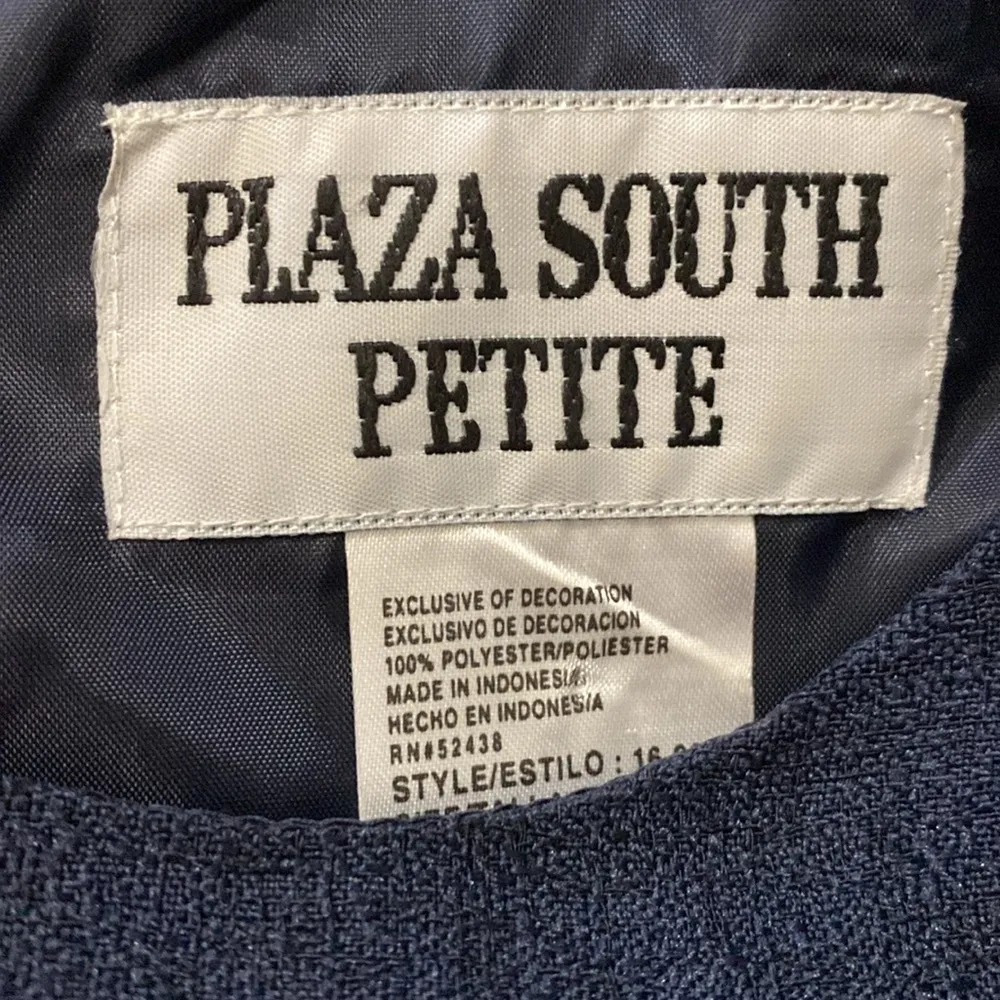 PLAZA SOUTH
PETITE
EXCLUSIVE OF DECORATION
EXCLUSIVO DE DECORACION
100% POLYESTER/POLIESTER
MADE IN INDONESIA
HECHO EN INDONESIA
RN#52438
STYLE/ESTILO : 16